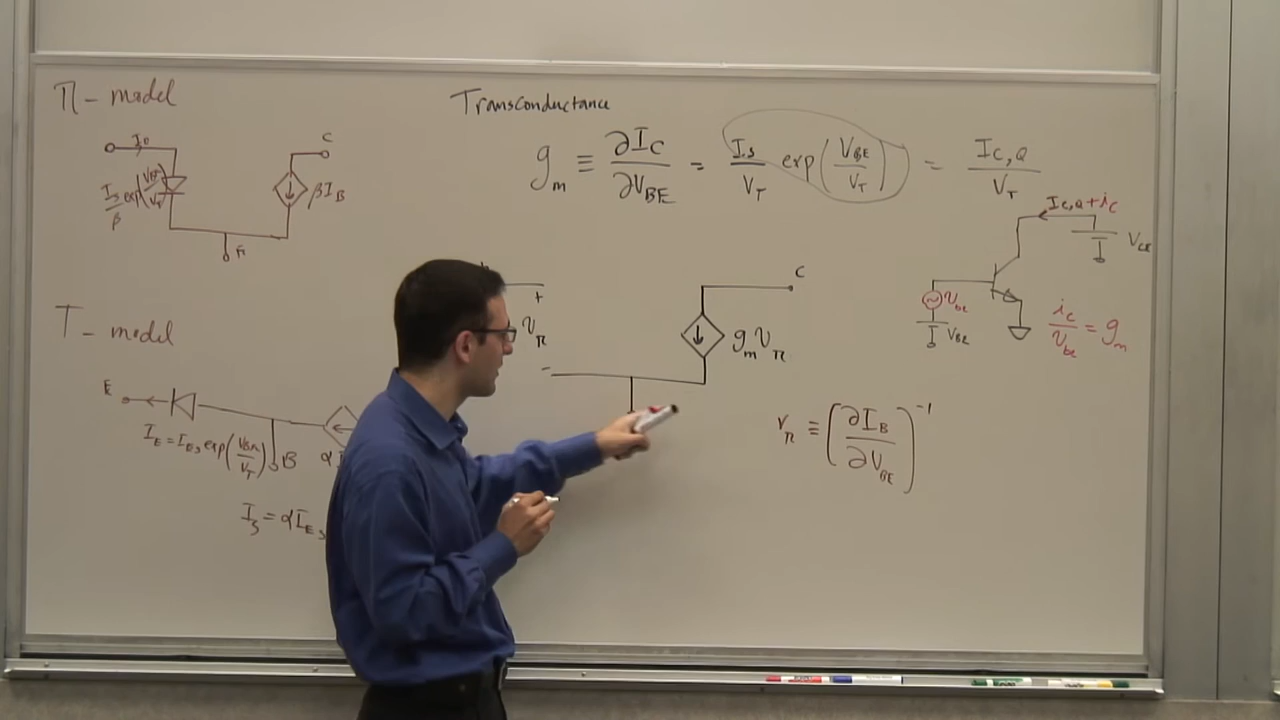 π - model
C
I_S/β exp(V_BE/V_T)
βI_B
T - model
E
I_E = I_ES exp(V_BE/V_T)
B
α
I_S = αI_ES
Transconductance
g_m ≡ ∂I_C/∂V_BE = I_S/V_T exp(V_BE/V_T) = I_C,Q/V_T
+
v_π
-
C
g_m v_π
r_π ≡ (∂I_B/∂V_BE)^-1
I_C,Q + i_c
V_CE
v_be
V_BE
i_c/v_be = g_m